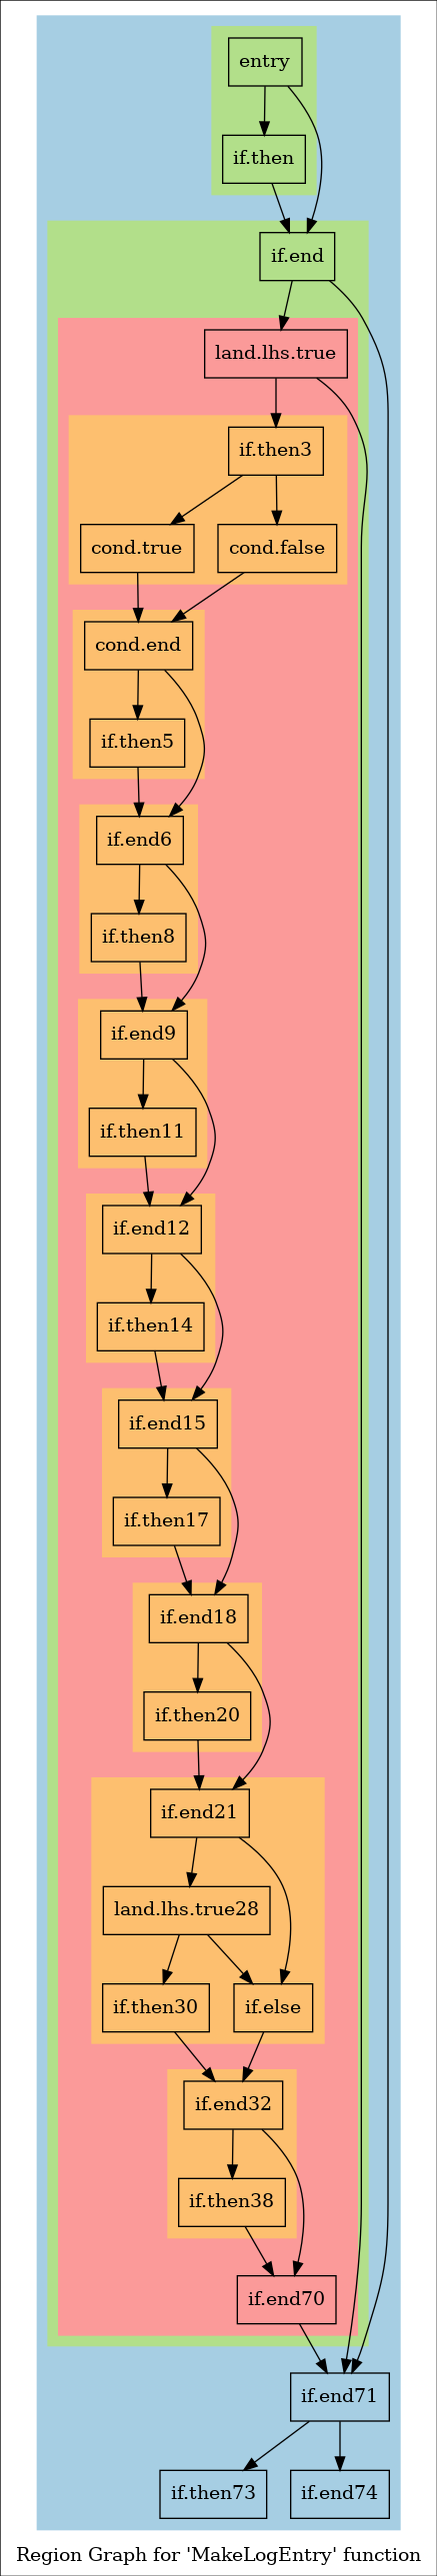 entry
if.then
if.end
land.lhs.true
if.then3
cond.true
cond.false
cond.end
if.then5
if.end6
if.then8
if.end9
if.then11
if.end12
if.then14
if.end15
if.then17
if.end18
if.then20
if.end21
land.lhs.true28
if.then30
if.else
if.end32
if.then38
if.end70
if.end71
if.then73
if.end74
Region Graph for 'MakeLogEntry' function